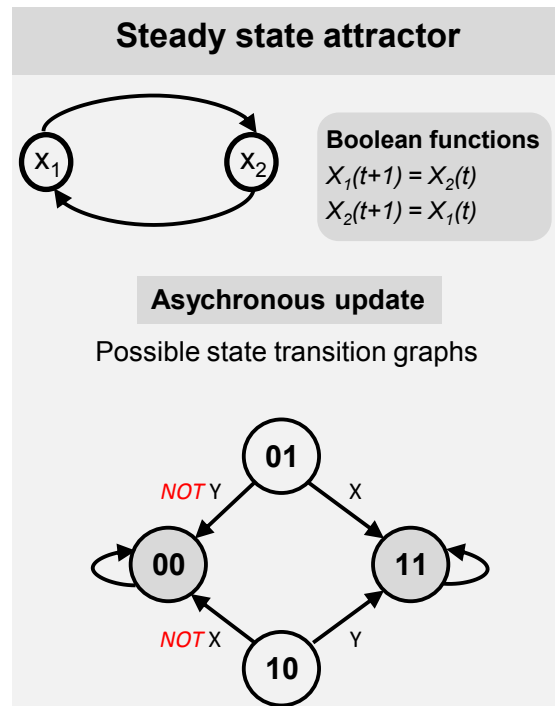 Steady state attractor
X1
X2
Boolean functions
X1(t+1) = X2(t)
X2(t+1) = X1(t)
Asychronous update
Possible state transition graphs
01
NOT Y
X
00
11
NOT X
Y
10